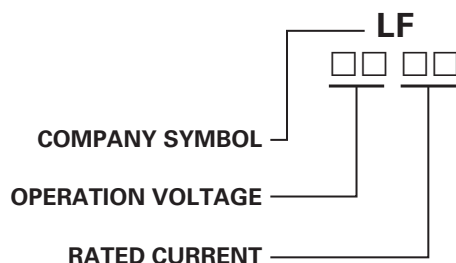 LF
□□ □□
COMPANY SYMBOL
OPERATION VOLTAGE
RATED CURRENT